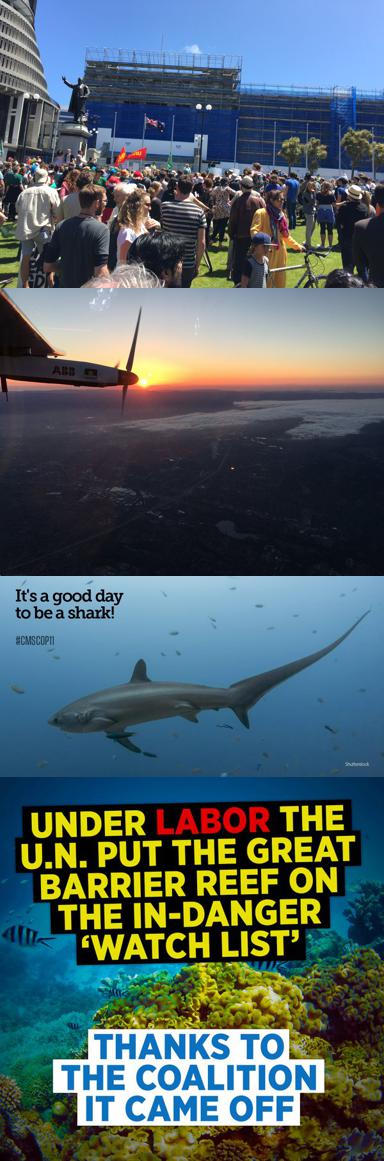 ABB
It's a good day
to be a shark!
#CMSCOP11
Shutterstock
UNDER LABOR THE
U.N. PUT THE GREAT
BARRIER REEF ON
THE IN-DANGER
‘WATCH LIST’
THANKS TO
THE COALITION
IT CAME OFF